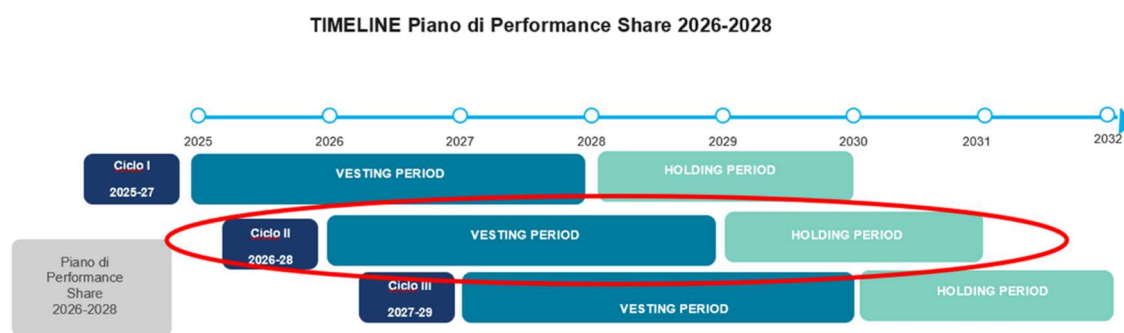 TIMELINE Piano di Performance Share 2026-2028
2025
2026
2027
2028
2029
2030
2031
2032
Ciclo I
2025-27
VESTING PERIOD
HOLDING PERIOD
Ciclo II
2026-28
VESTING PERIOD
HOLDING PERIOD
Piano di
Performance
Share
2026-2028
Ciclo III
2027-29
VESTING PERIOD
HOLDING PERIOD